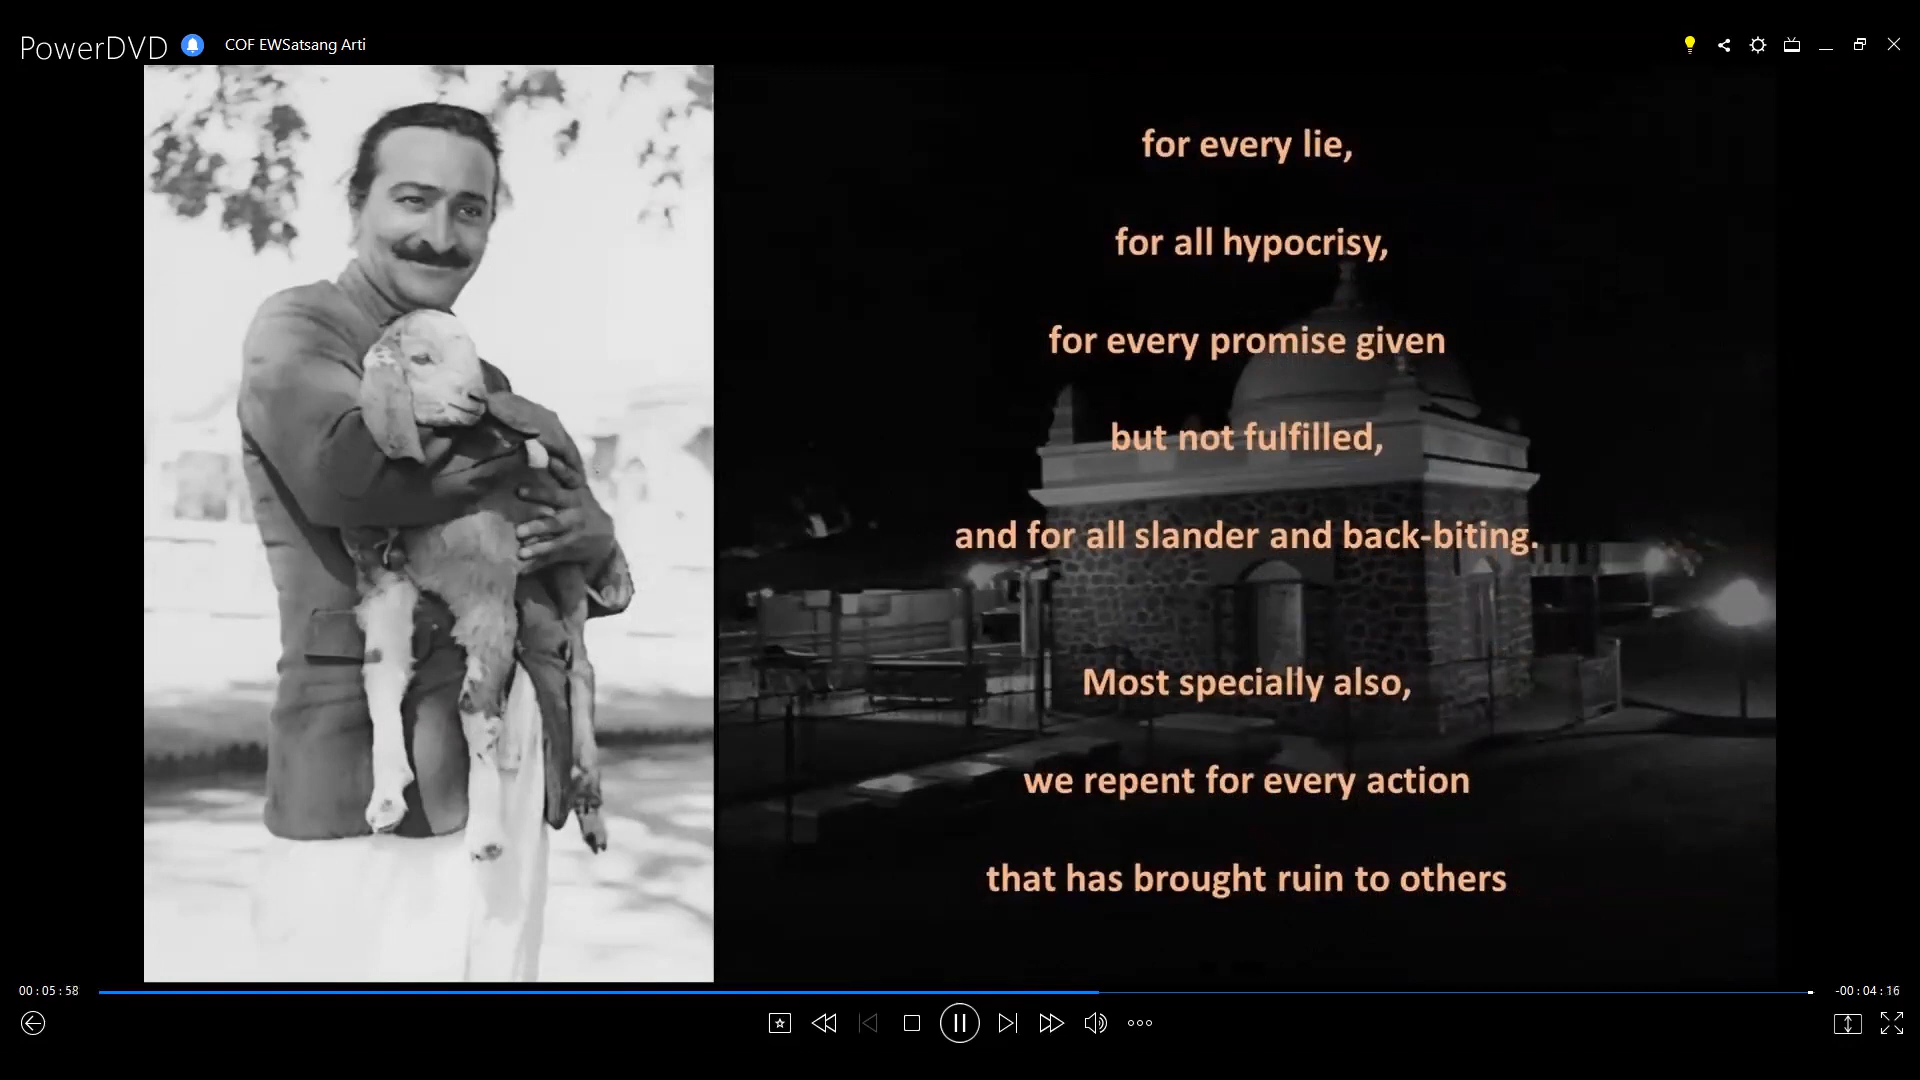 PowerDVD
COF EWSatsang Arti
for every lie,
for all hypocrisy,
for every promise given
but not fulfilled,
and for all slander and back-biting.
Most specially also,
we repent for every action
that has brought ruin to others
00:05:58
-00:04:16